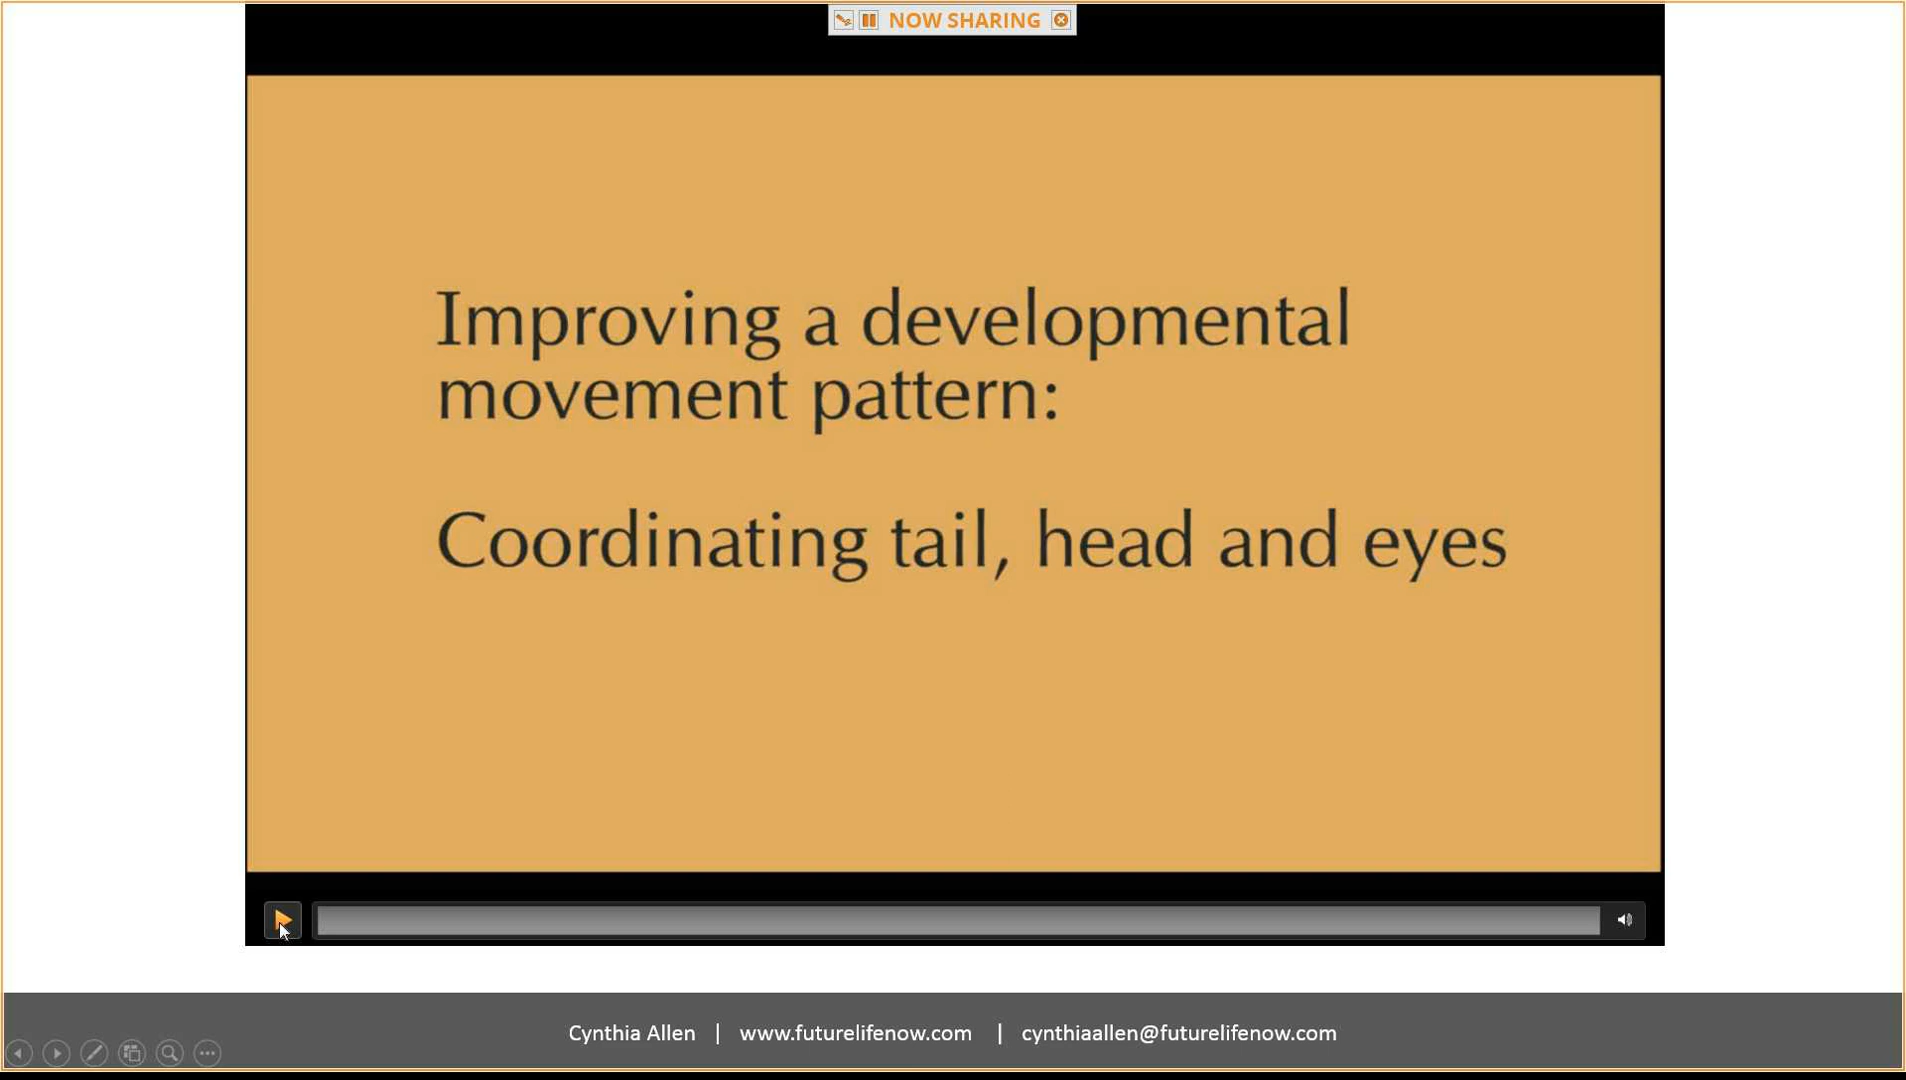 NOW SHARING
Improving a developmental
movement pattern:
Coordinating tail, head and eyes
Cynthia Allen | www.futurelifenow.com | cynthiaallen@futurelifenow.com